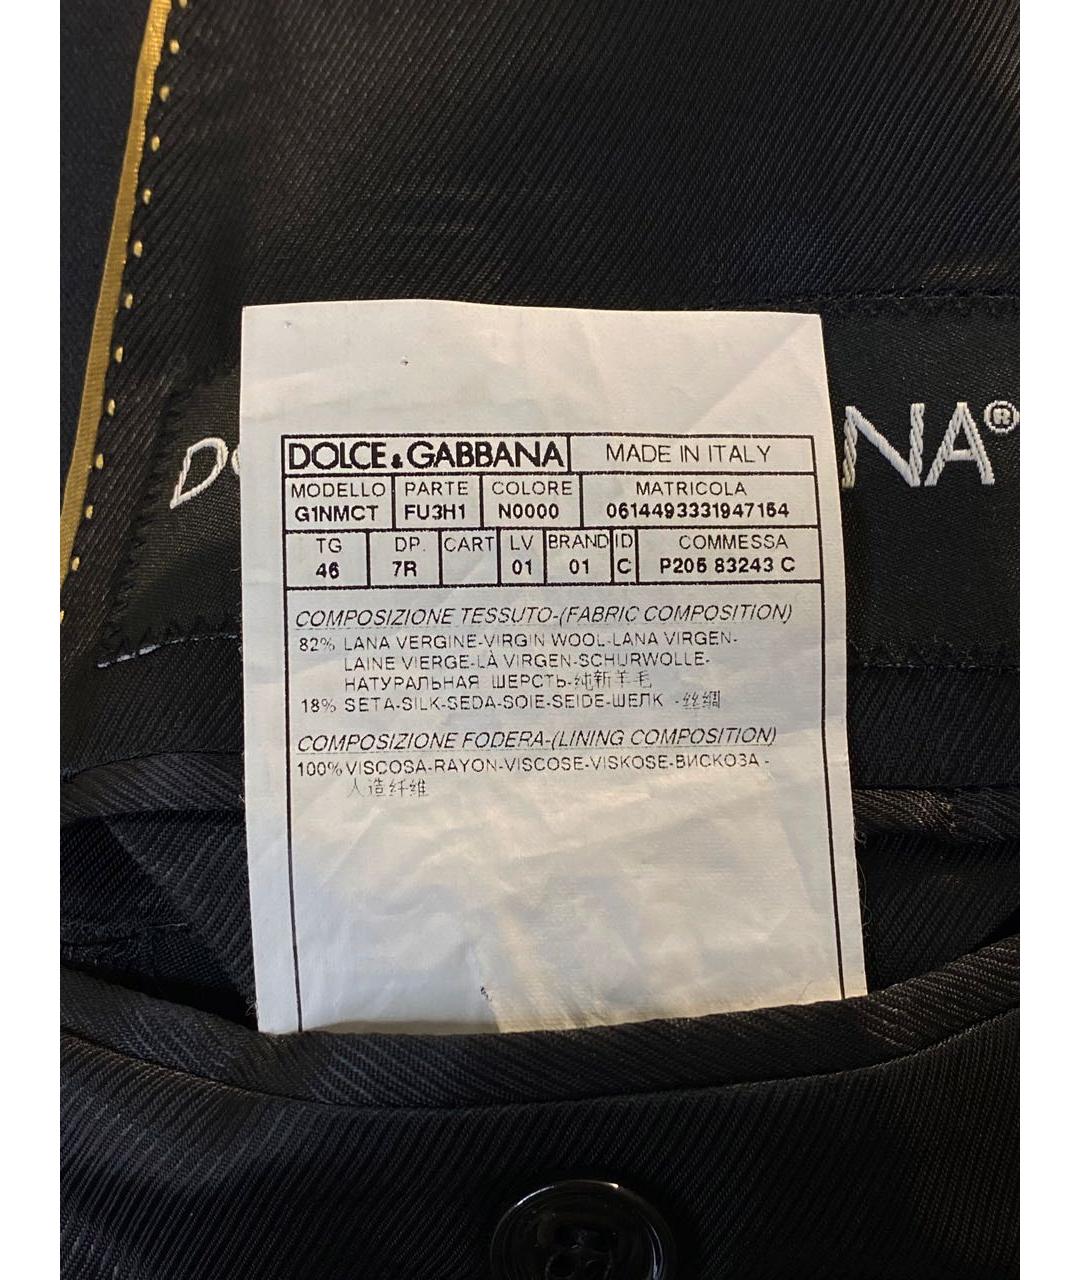 DOLCE & GABBANA MADE IN ITALY
MODELLO PARTE COLORE MATRICOLA
G1NMCT FU3H1 N0000 0614493331947164
TG DP. CART LV BRAND ID COMMESSA
46 7R 01 01 C P205 83243 C
NA®
COMPOSIZIONE TESSUTO-(FABRIC COMPOSITION)
82% LANA VERGINE-VIRGIN WOOL-LANA VIRGEN-
LAINE VIERGE-LÀ VIRGEN-SCHURWOLLE-
НАТУРАЛЬНАЯ ШЕРСТЬ-纯新羊毛
18% SETA-SILK-SEDA-SOIE-SEIDE-ШЕЛК -丝绸
COMPOSIZIONE FODERA-(LINING COMPOSITION)
100% VISCOSA-RAYON-VISCOSE-VISKOSE-ВИСКОЗА -
人造纤维